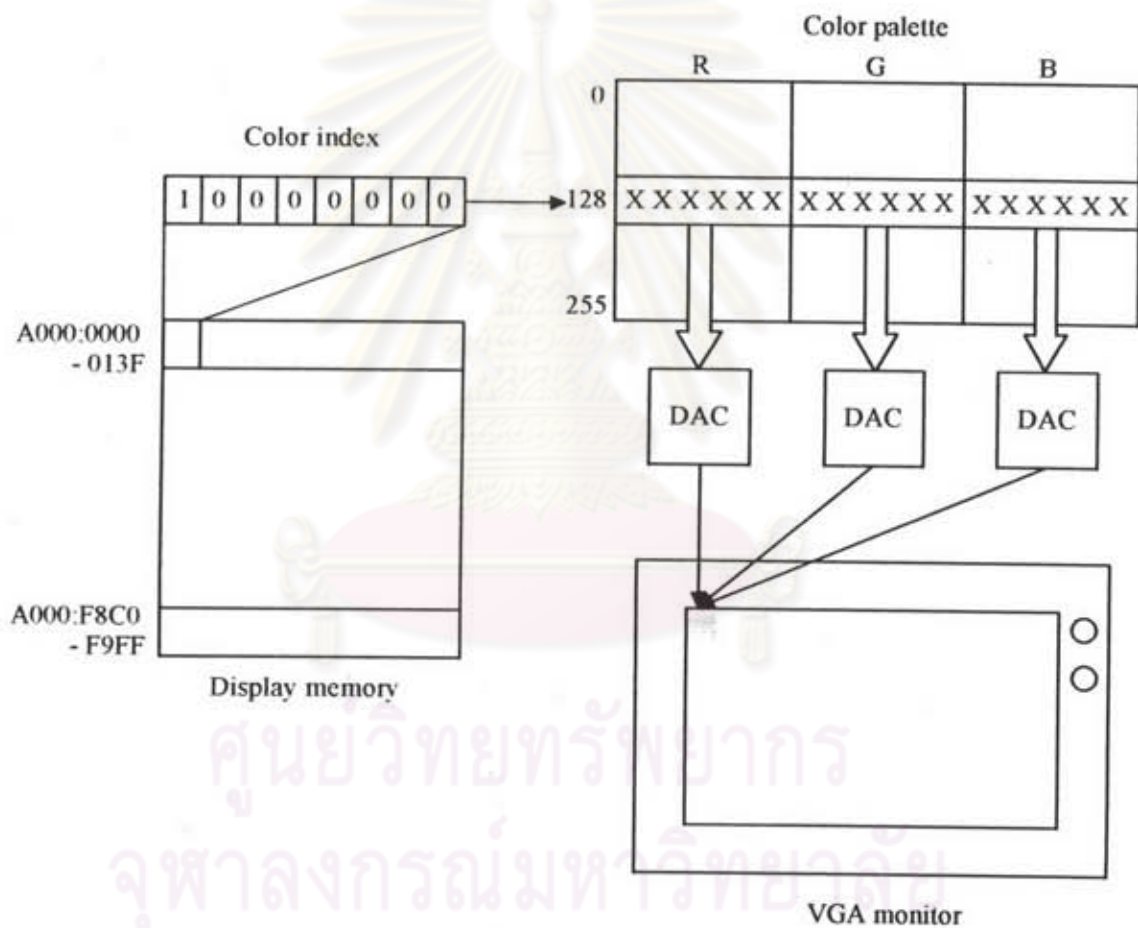 Color palette
R G B
0
Color index
1 0 0 0 0 0 0 0
128 X X X X X X X X X X X X X X X X X X
255
A000:0000
- 013F
DAC DAC DAC
A000:F8C0
- F9FF
Display memory
ศูนย์วิทยทรัพยากร
จุฬาลงกรณ์มหาวิทยาลัย
VGA monitor